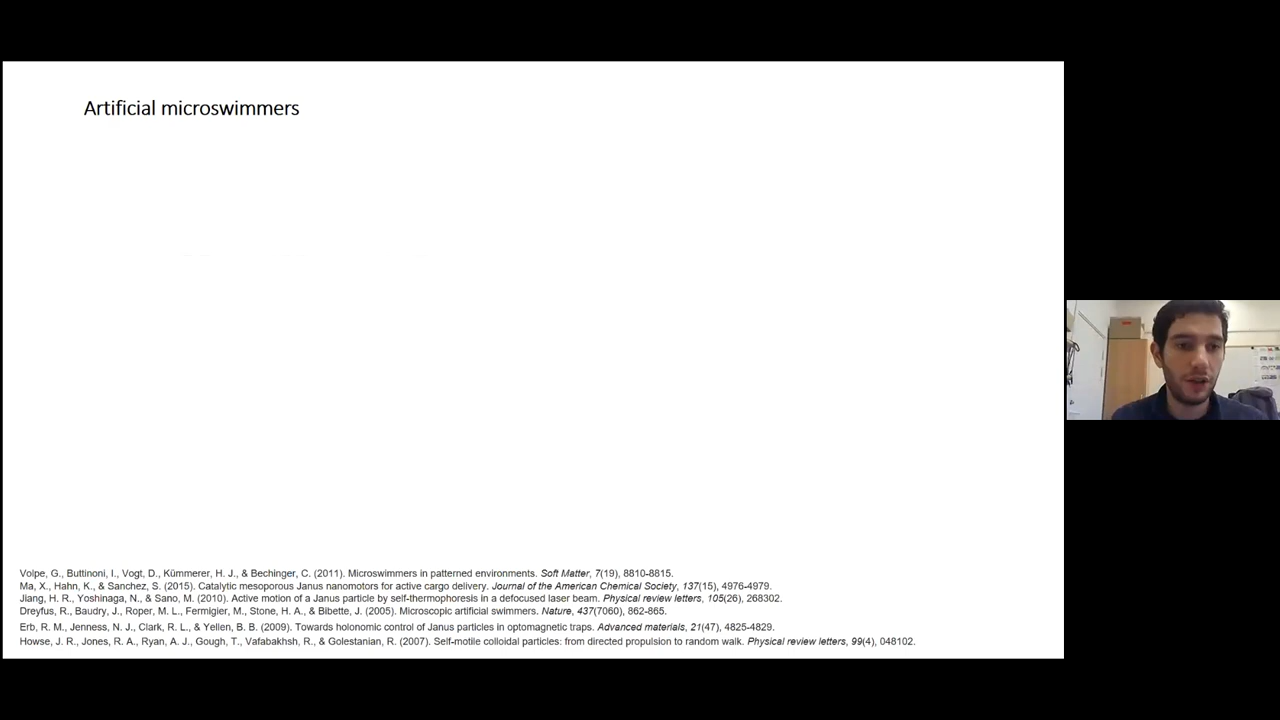 Artificial microswimmers
Volpe, G., Buttinoni, I., Vogt, D., Kümmerer, H. J., & Bechinger, C. (2011). Microswimmers in patterned environments. Soft Matter, 7(19), 8810-8815.
Ma, X., Hahn, K., & Sanchez, S. (2015). Catalytic mesoporous Janus nanomotors for active cargo delivery. Journal of the American Chemical Society, 137(15), 4976-4979.
Jiang, H. R., Yoshinaga, N., & Sano, M. (2010). Active motion of a Janus particle by self-thermophoresis in a defocused laser beam. Physical review letters, 105(26), 268302.
Dreyfus, R., Baudry, J., Roper, M. L., Fermigier, M., Stone, H. A., & Bibette, J. (2005). Microscopic artificial swimmers. Nature, 437(7060), 862-865.
Erb, R. M., Jenness, N. J., Clark, R. L., & Yellen, B. B. (2009). Towards holonomic control of Janus particles in optomagnetic traps. Advanced materials, 21(47), 4825-4829.
Howse, J. R., Jones, R. A., Ryan, A. J., Gough, T., Vafabakhsh, R., & Golestanian, R. (2007). Self-motile colloidal particles: from directed propulsion to random walk. Physical review letters, 99(4), 048102.